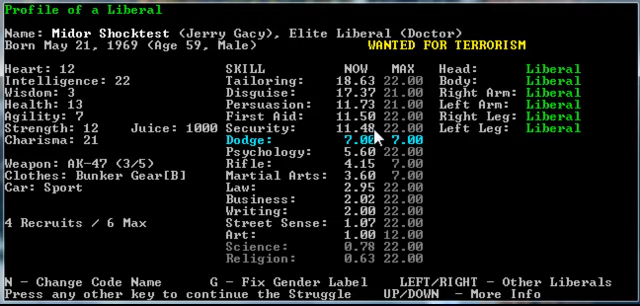 Profile of a Liberal
Name: Midor Shocktest (Jerry Gacy), Elite Liberal (Doctor)
Born May 21, 1969 (Age 59, Male) WANTED FOR TERRORISM
Heart: 12 SKILL NOW MAX Head: Liberal
Intelligence: 22 Tailoring: 18.63 22.00 Body: Liberal
Wisdom: 3 Disguise: 17.37 21.00 Right Arm: Liberal
Health: 13 Persuasion: 11.73 21.00 Left Arm: Liberal
Agility: 7 First Aid: 11.50 22.00 Right Leg: Liberal
Strength: 12 Juice: 1000 Security: 11.48 22.00 Left Leg: Liberal
Charisma: 21 Dodge: 7.00 7.00
Psychology: 5.60 22.00
Weapon: AK-47 (3/5) Rifle: 4.15 7.00
Clothes: Bunker Gear[B] Martial Arts: 3.60 7.00
Car: Sport Law: 2.95 22.00
Business: 2.02 22.00
Writing: 2.00 22.00
4 Recruits / 6 Max Street Sense: 1.07 22.00
Art: 1.00 12.00
Science: 0.78 22.00
Religion: 0.63 22.00
N - Change Code Name G - Fix Gender Label LEFT/RIGHT - Other Liberals
Press any other key to continue the Struggle UP/DOWN - More Info